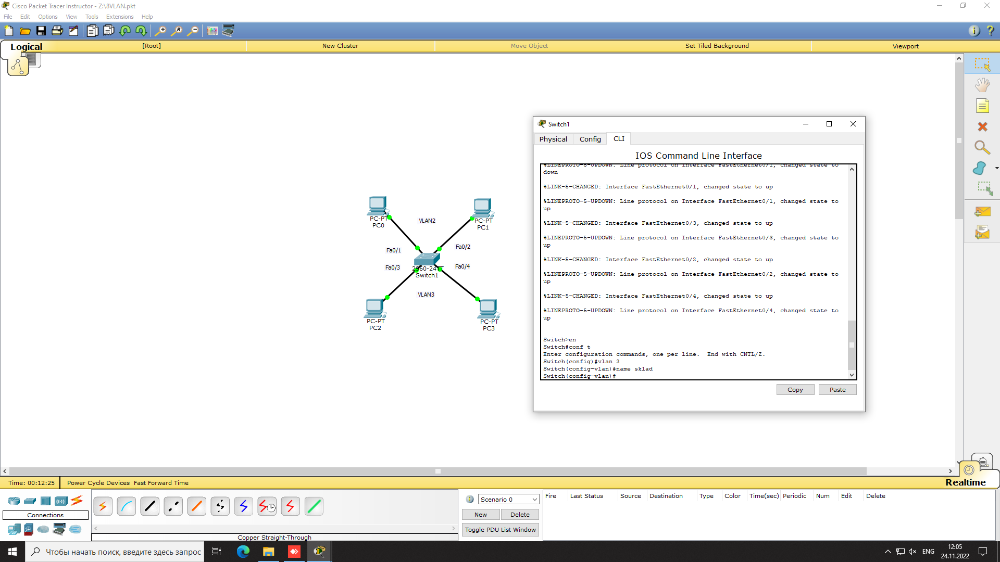 Cisco Packet Tracer Instructor - Z:\8VLAN.pkt
File Edit Options View Tools Extensions Help
Logical
[Root]
New Cluster
Move Object
Set Tiled Background
Viewport
PC-PT
PC0
VLAN2
PC-PT
PC1
Fa0/1
Fa0/2
Fa0/3
Fa0/4
2960-24TT
Switch1
VLAN3
PC-PT
PC2
PC-PT
PC3
Switch1
Physical Config CLI
IOS Command Line Interface
%LINEPROTO-5-UPDOWN: Line protocol on Interface FastEthernet0/1, changed state to
down
%LINK-5-CHANGED: Interface FastEthernet0/1, changed state to up
%LINEPROTO-5-UPDOWN: Line protocol on Interface FastEthernet0/1, changed state to
up
%LINK-5-CHANGED: Interface FastEthernet0/3, changed state to up
%LINEPROTO-5-UPDOWN: Line protocol on Interface FastEthernet0/3, changed state to
up
%LINK-5-CHANGED: Interface FastEthernet0/2, changed state to up
%LINEPROTO-5-UPDOWN: Line protocol on Interface FastEthernet0/2, changed state to
up
%LINK-5-CHANGED: Interface FastEthernet0/4, changed state to up
%LINEPROTO-5-UPDOWN: Line protocol on Interface FastEthernet0/4, changed state to
up
Switch>en
Switch#conf t
Enter configuration commands, one per line.  End with CNTL/Z.
Switch(config)#vlan 2
Switch(config-vlan)#name sklad
Switch(config-vlan)#
Copy Paste
Time: 00:12:25 Power Cycle Devices Fast Forward Time
Realtime
Connections
Copper Straight-Through
Scenario 0
New Delete
Toggle PDU List Window
Fire Last Status Source Destination Type Color Time(sec) Periodic Num Edit Delete
Чтобы начать поиск, введите здесь запрос
ENG
12:05
24.11.2022